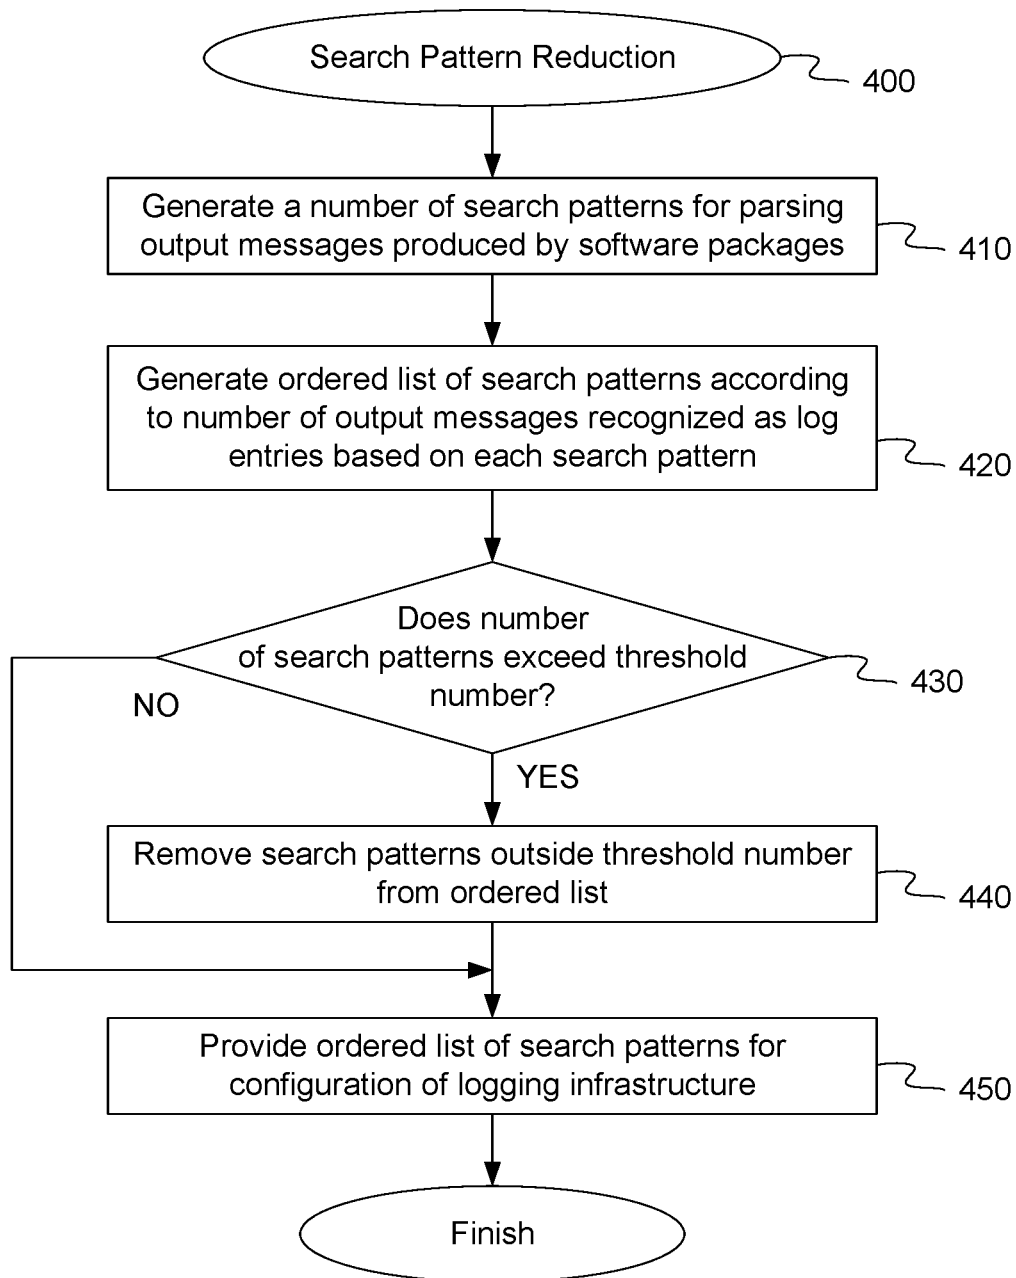 Search Pattern Reduction
400
Generate a number of search patterns for parsing
output messages produced by software packages
410
Generate ordered list of search patterns according
to number of output messages recognized as log
entries based on each search pattern
420
Does number
of search patterns exceed threshold
number?
430
NO
YES
Remove search patterns outside threshold number
from ordered list
440
Provide ordered list of search patterns for
configuration of logging infrastructure
450
Finish